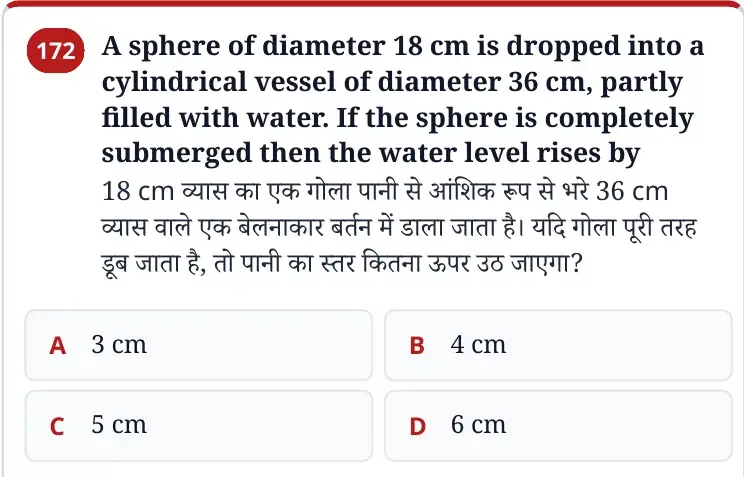 172 A sphere of diameter 18 cm is dropped into a
cylindrical vessel of diameter 36 cm, partly
filled with water. If the sphere is completely
submerged then the water level rises by
18 cm व्यास का एक गोला पानी से आंशिक रूप से भरे 36 cm
व्यास वाले एक बेलनाकार बर्तन में डाला जाता है। यदि गोला पूरी तरह
डूब जाता है, तो पानी का स्तर कितना ऊपर उठ जाएगा?
A 3 cm
B 4 cm
C 5 cm
D 6 cm